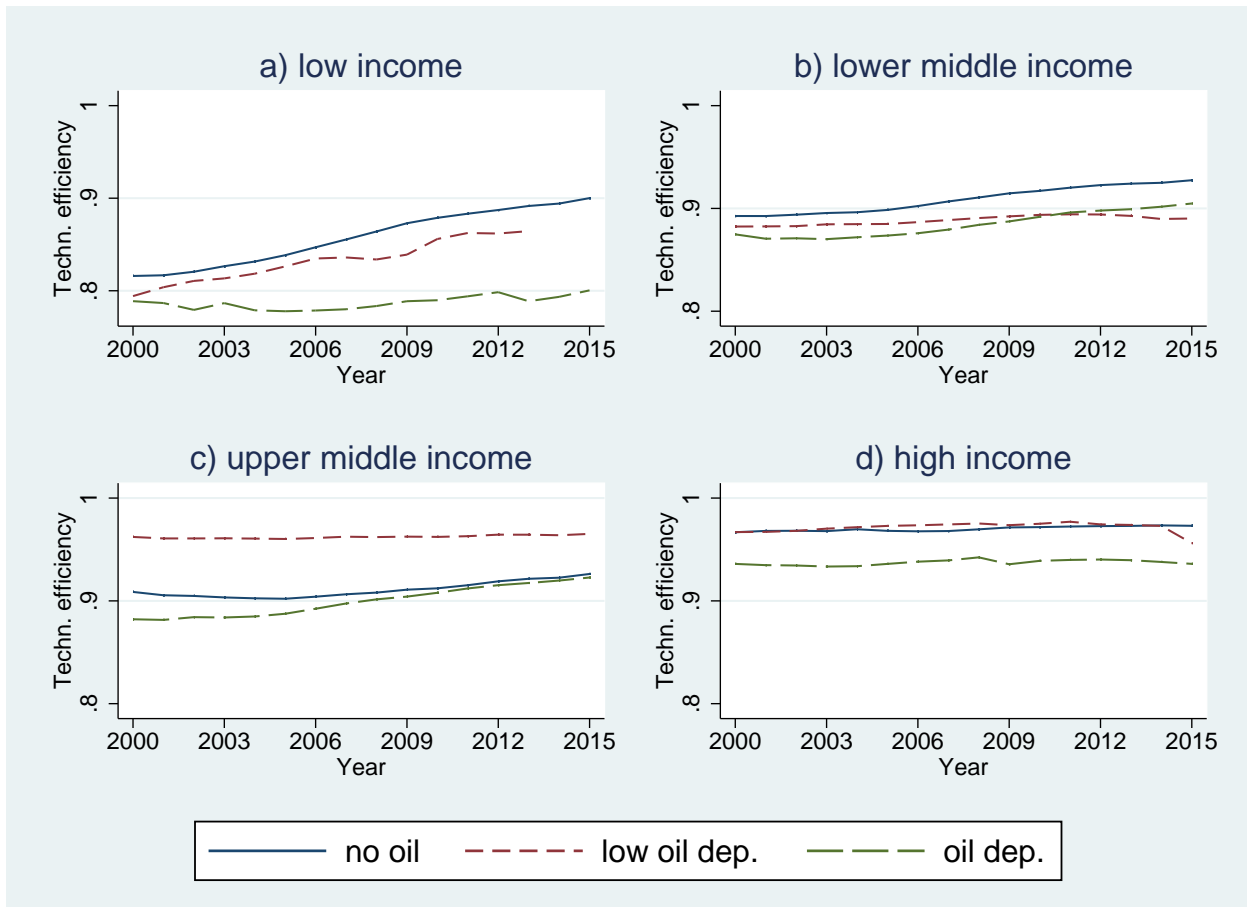 a) low income
Techn. efficiency
1
.9
.8
2000 2003 2006 2009 2012 2015
Year
b) lower middle income
Techn. efficiency
1
.9
.8
2000 2003 2006 2009 2012 2015
Year
c) upper middle income
Techn. efficiency
1
.9
.8
2000 2003 2006 2009 2012 2015
Year
d) high income
Techn. efficiency
1
.9
.8
2000 2003 2006 2009 2012 2015
Year
no oil low oil dep. oil dep.